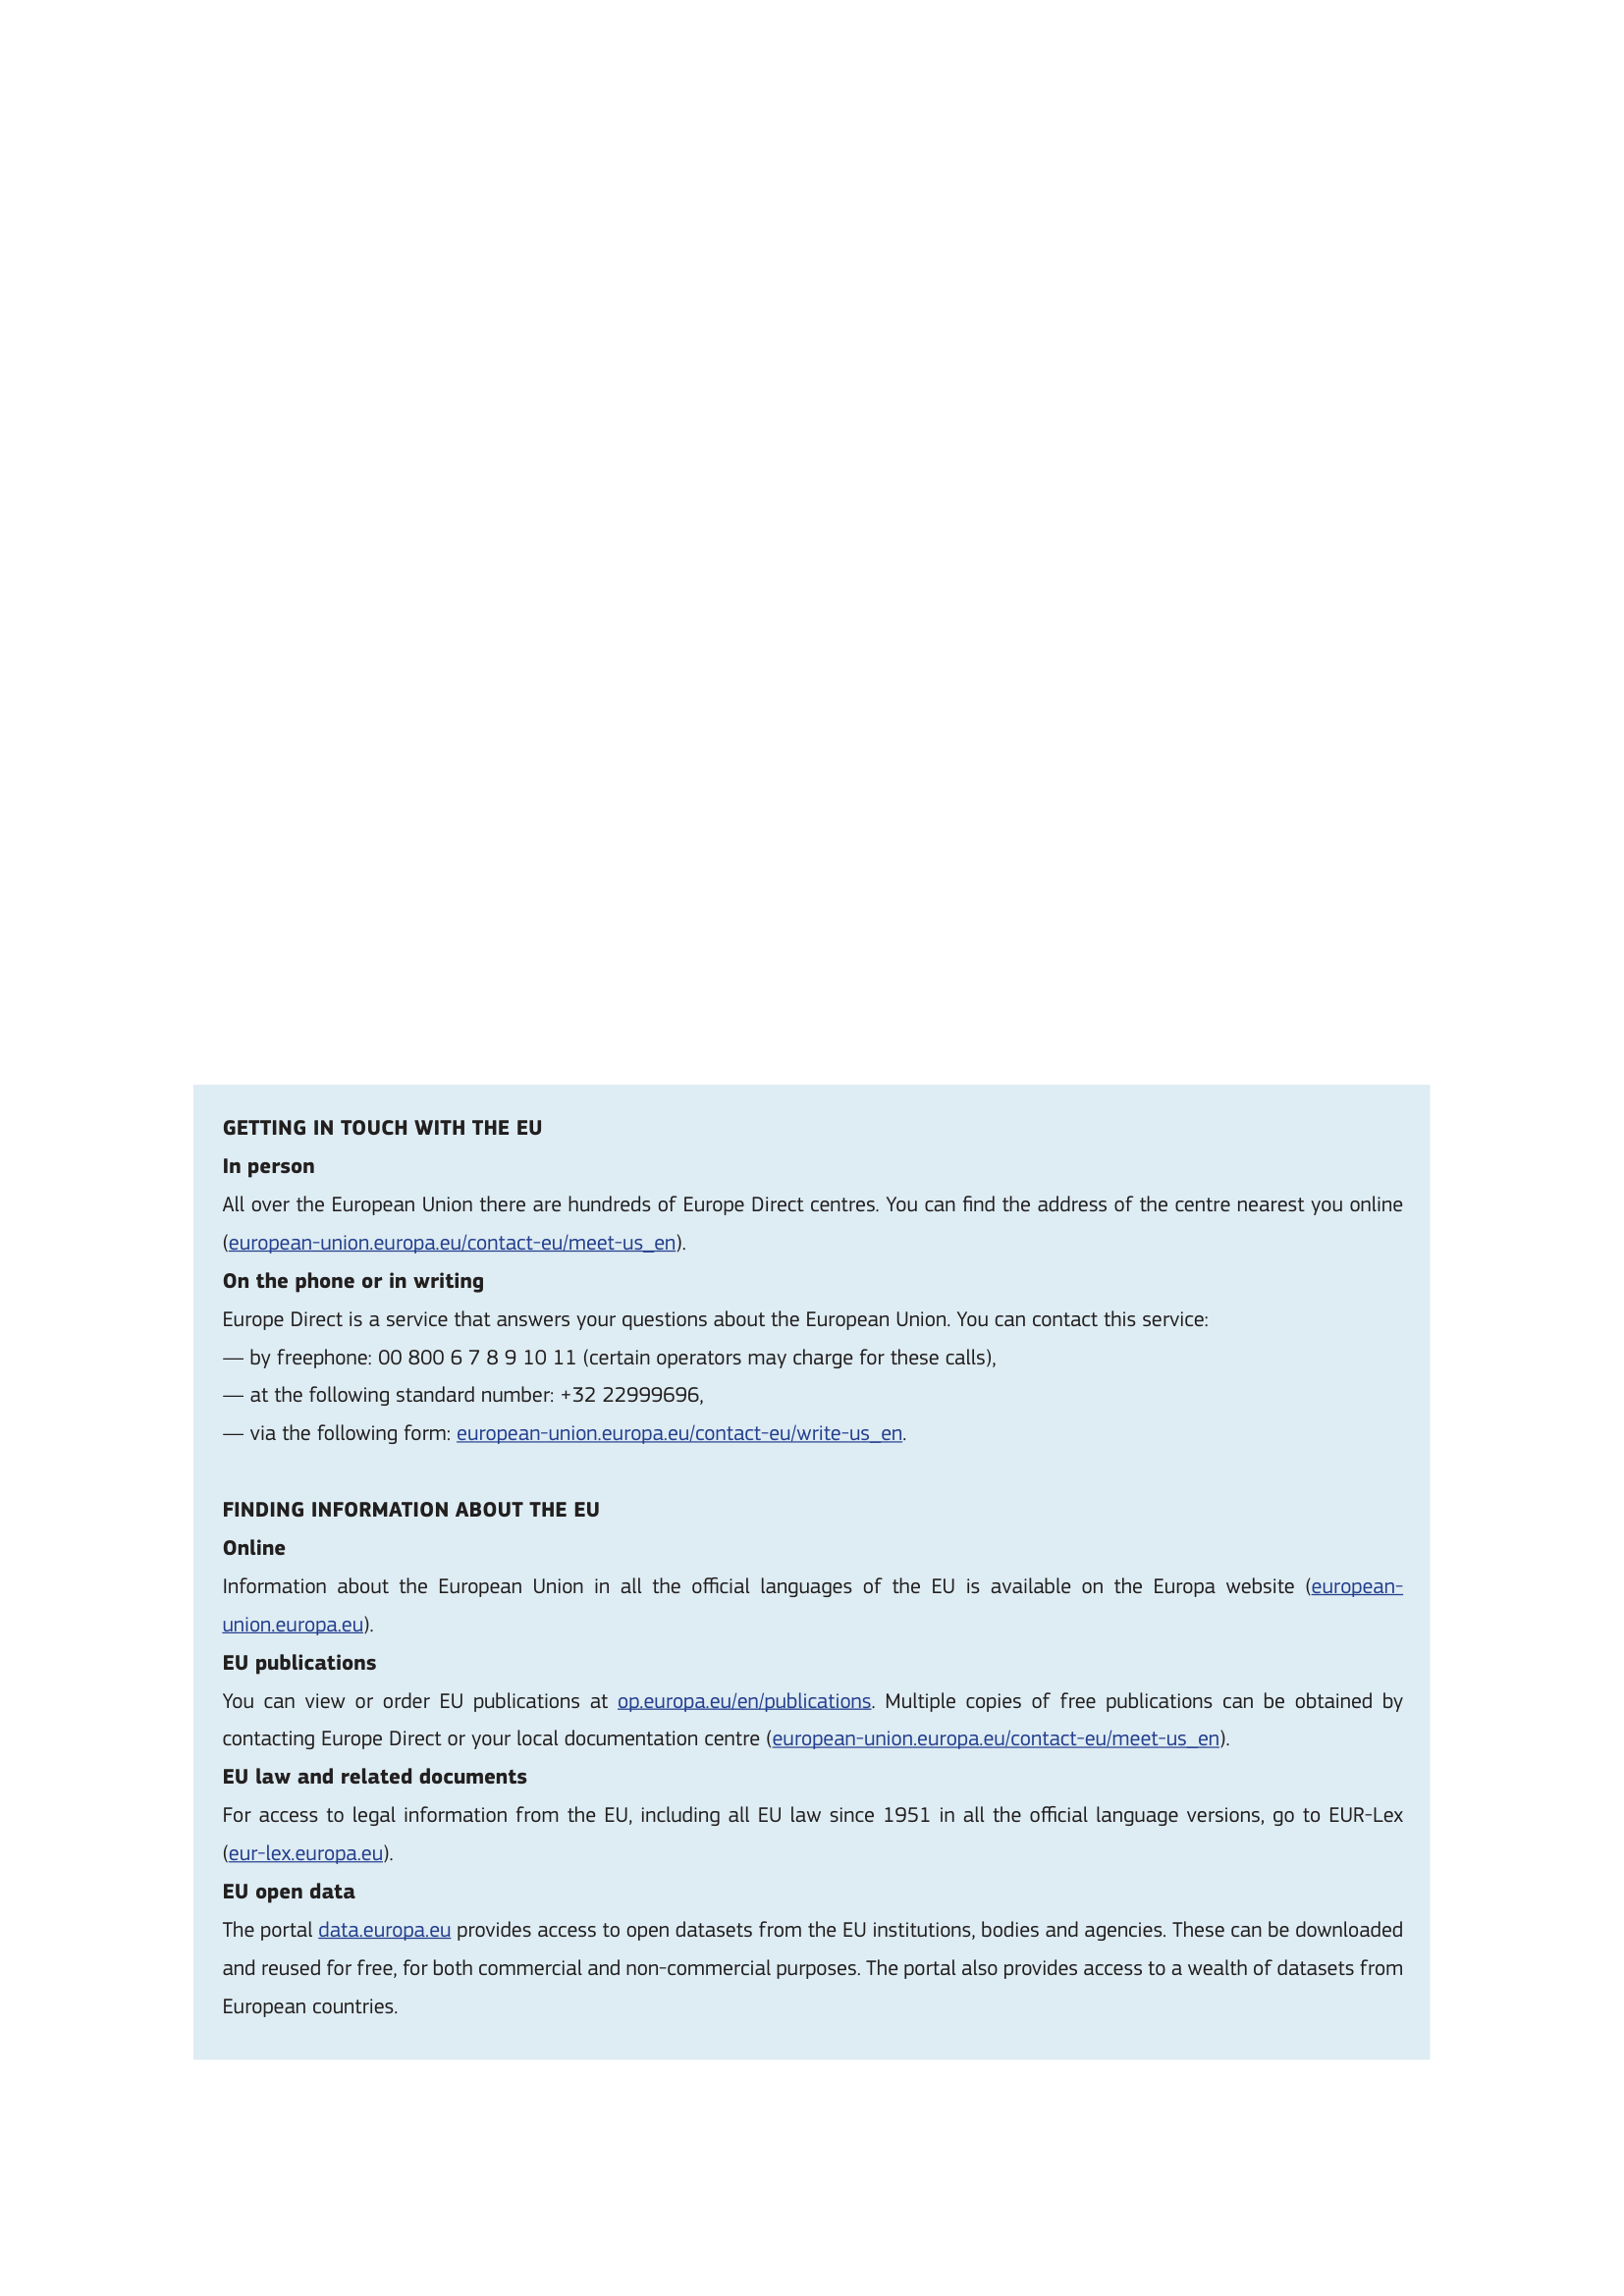 GETTING IN TOUCH WITH THE EU
In person
All over the European Union there are hundreds of Europe Direct centres. You can find the address of the centre nearest you online
(european-union.europa.eu/contact-eu/meet-us_en).
On the phone or in writing
Europe Direct is a service that answers your questions about the European Union. You can contact this service:
— by freephone: 00 800 6 7 8 9 10 11 (certain operators may charge for these calls),
— at the following standard number: +32 22999696,
— via the following form: european-union.europa.eu/contact-eu/write-us_en.
FINDING INFORMATION ABOUT THE EU
Online
Information about the European Union in all the official languages of the EU is available on the Europa website (european-
union.europa.eu).
EU publications
You can view or order EU publications at op.europa.eu/en/publications. Multiple copies of free publications can be obtained by
contacting Europe Direct or your local documentation centre (european-union.europa.eu/contact-eu/meet-us_en).
EU law and related documents
For access to legal information from the EU, including all EU law since 1951 in all the official language versions, go to EUR-Lex
(eur-lex.europa.eu).
EU open data
The portal data.europa.eu provides access to open datasets from the EU institutions, bodies and agencies. These can be downloaded
and reused for free, for both commercial and non-commercial purposes. The portal also provides access to a wealth of datasets from
European countries.